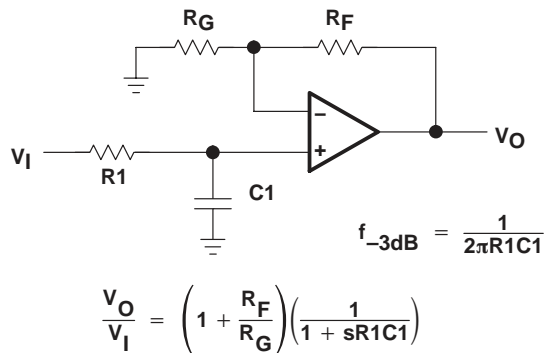 RG
RF
−
+
VI
R1
C1
VO
f–3dB = 1/(2πR1C1)
VO/VI = (1 + RF/RG)(1/(1 + sR1C1))